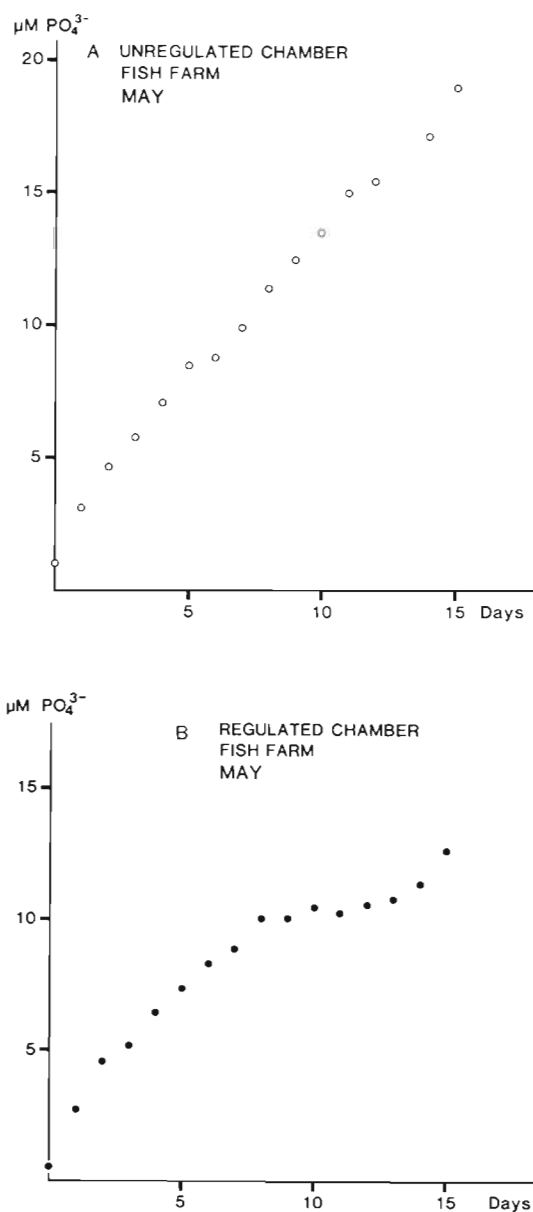 µM PO₄³⁻
A UNREGULATED CHAMBER
FISH FARM
MAY
20
15
10
5
5 10 15 Days
µM PO₄³⁻
B REGULATED CHAMBER
FISH FARM
MAY
15
10
5
5 10 15 Days